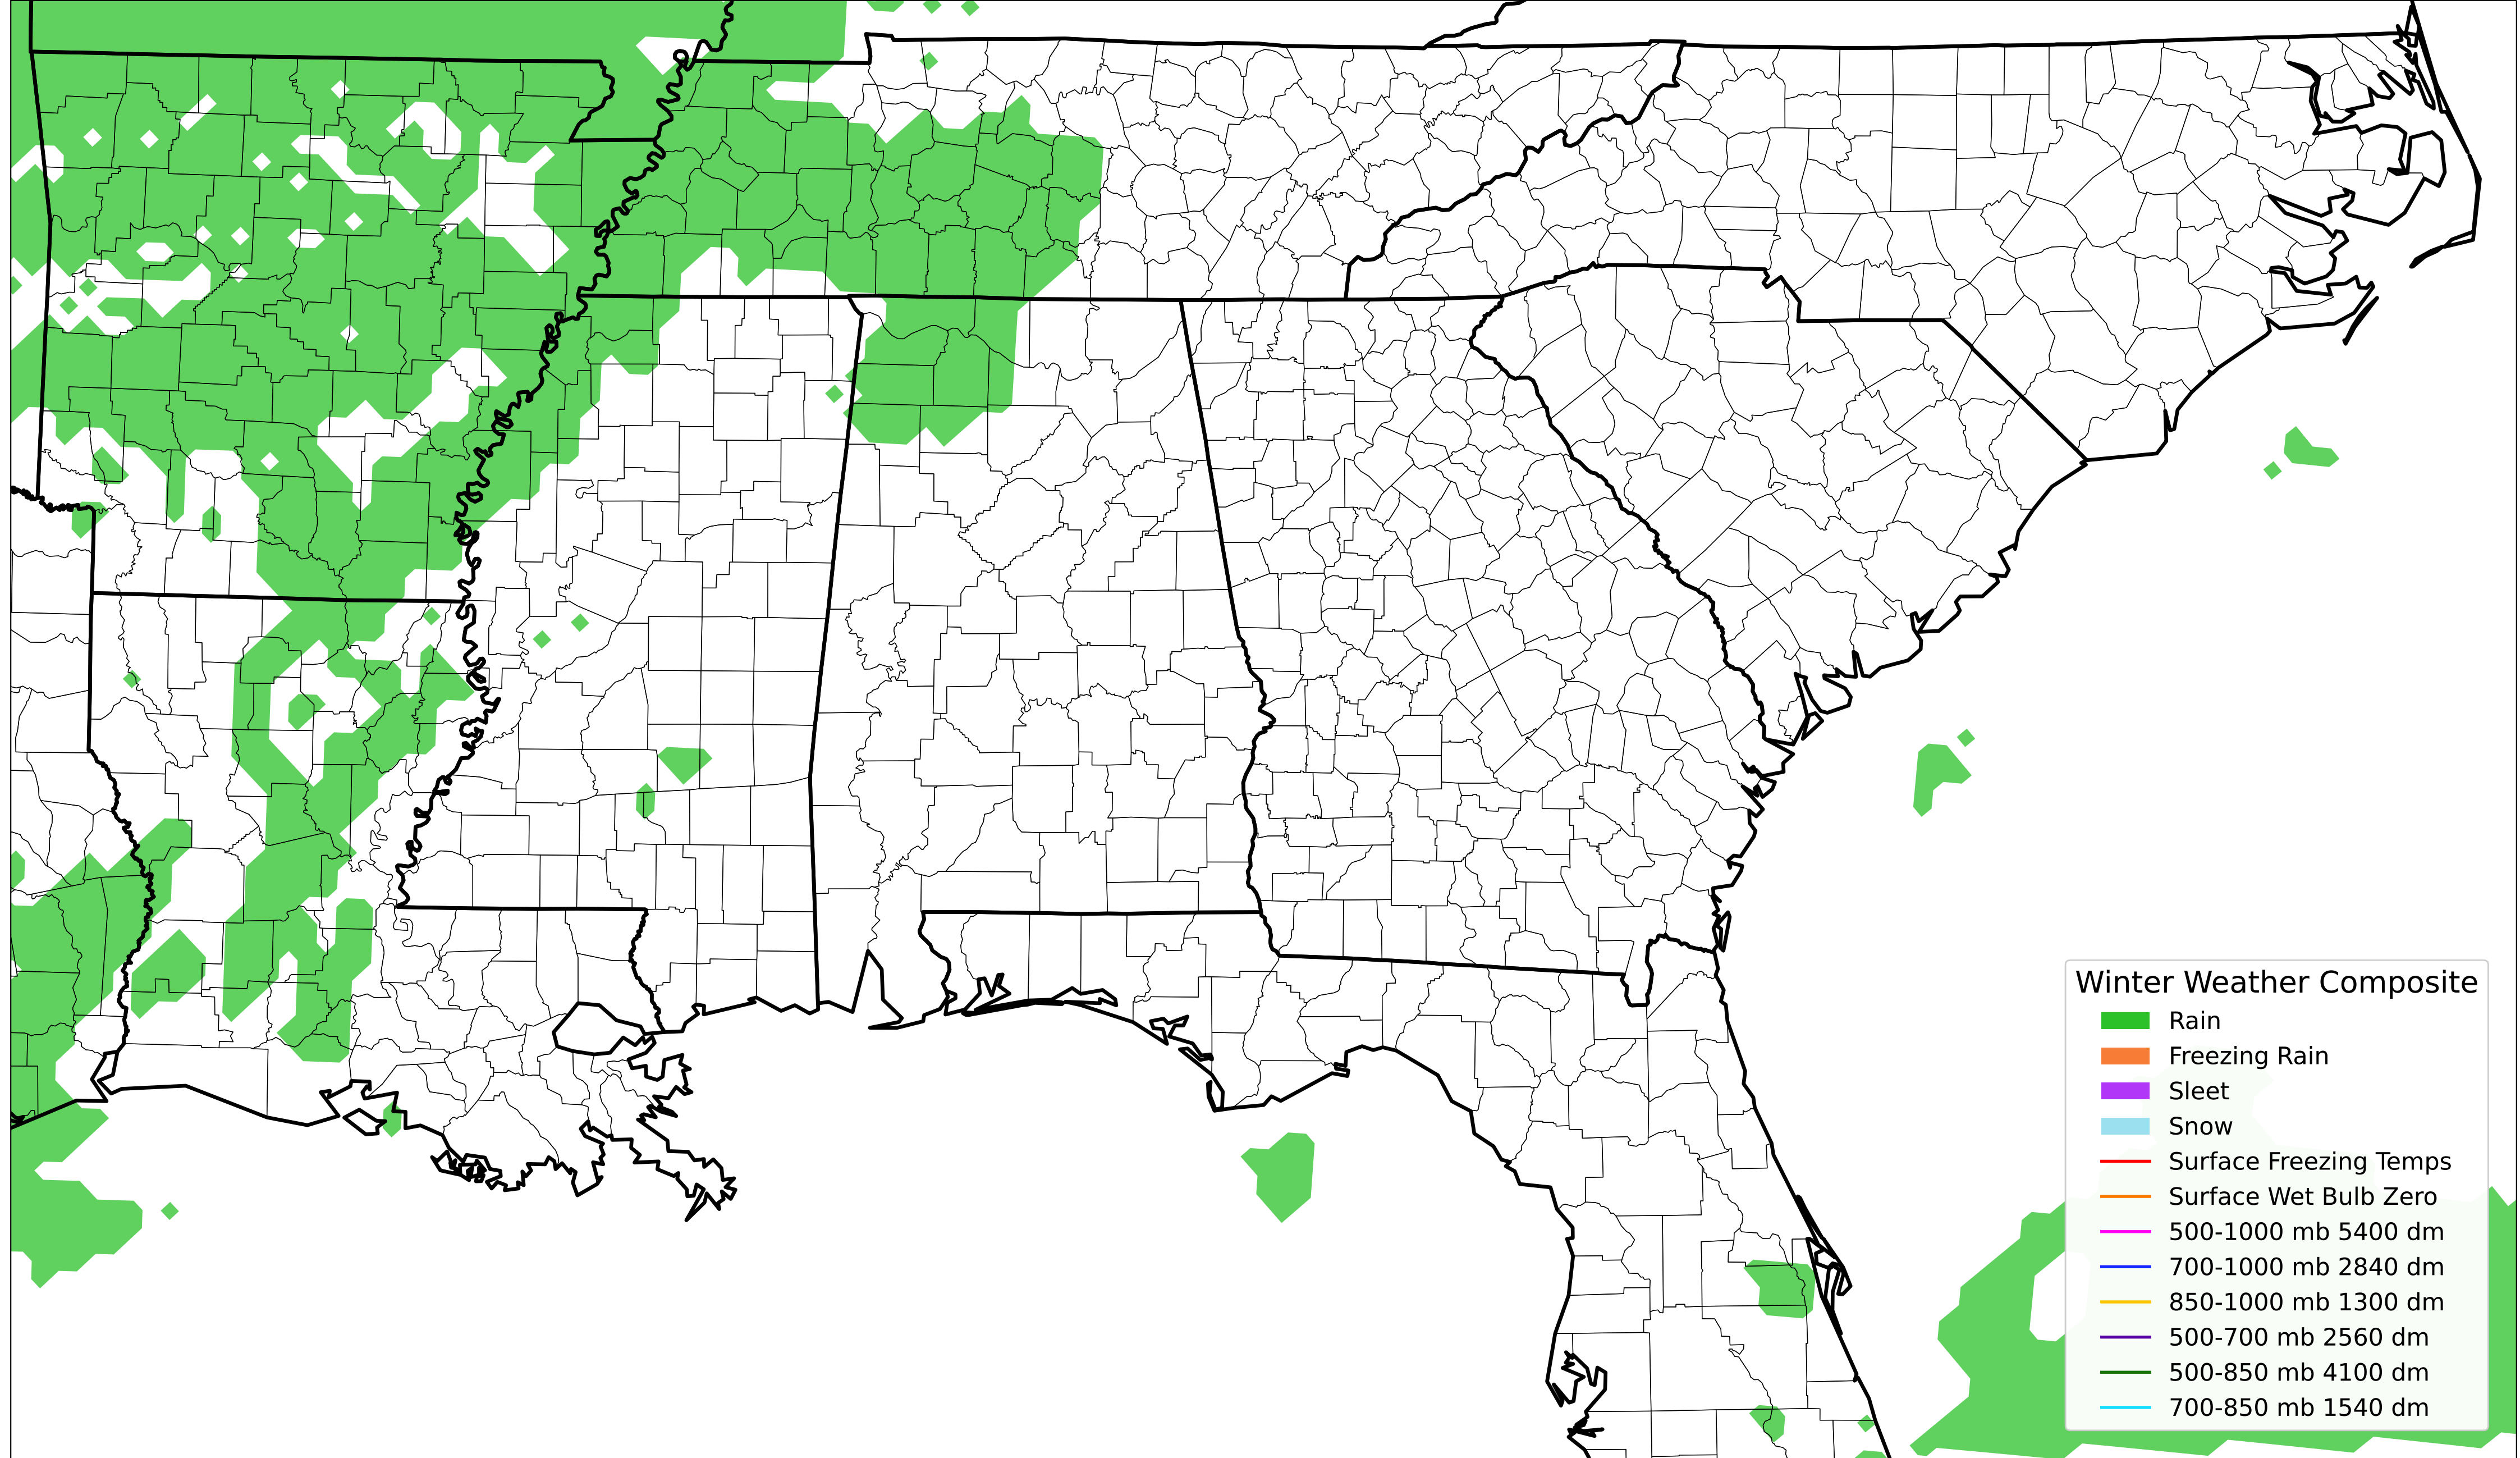 Winter Weather Composite
Rain
Freezing Rain
Sleet
Snow
Surface Freezing Temps
Surface Wet Bulb Zero
500-1000 mb 5400 dm
700-1000 mb 2840 dm
850-1000 mb 1300 dm
500-700 mb 2560 dm
500-850 mb 4100 dm
700-850 mb 1540 dm